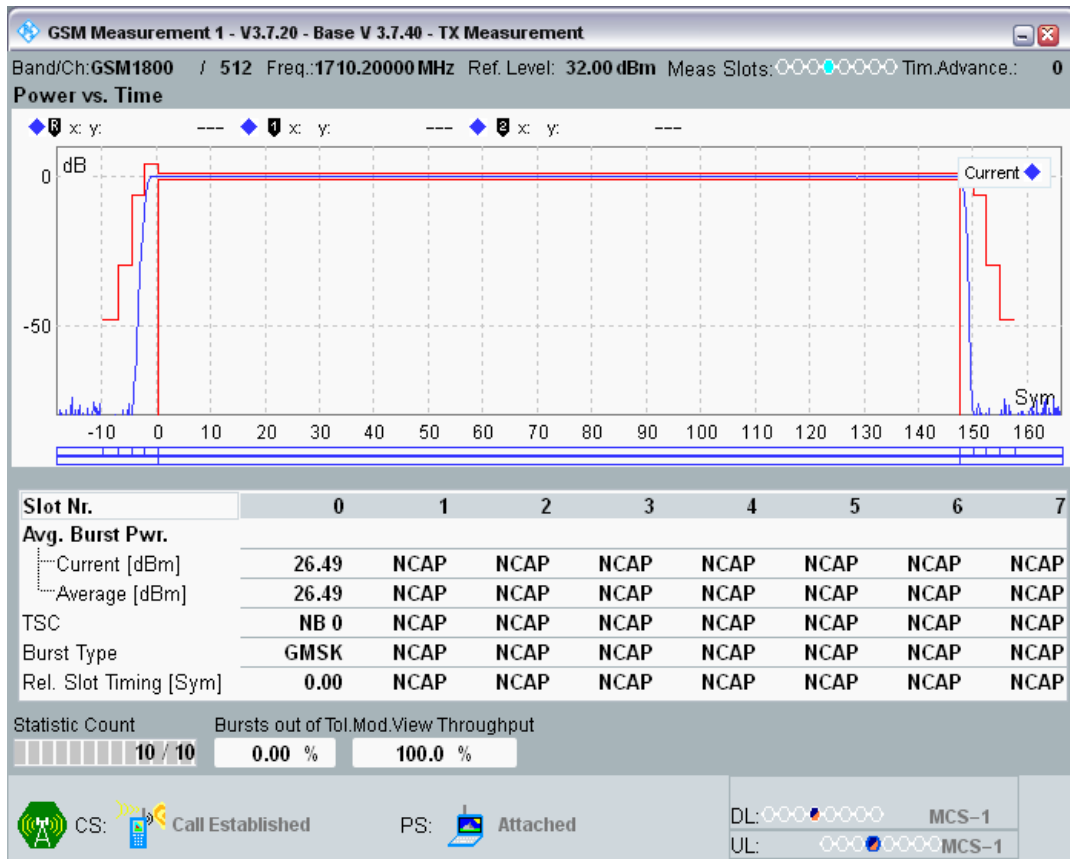 GSM Measurement 1 - V3.7.20 - Base V 3.7.40 - TX Measurement
Band/Ch:GSM1800 / 512 Freq.:1710.20000 MHz Ref. Level: 32.00 dBm Meas Slots: Tim.Advance.: 0
Power vs. Time
R x: y: --- 1 x: y: --- 2 x: y: ---
dB
Current
0
-50
Sym
-10 0 10 20 30 40 50 60 70 80 90 100 110 120 130 140 150 160
Slot Nr. 0 1 2 3 4 5 6 7
Avg. Burst Pwr.
Current [dBm] 26.49 NCAP NCAP NCAP NCAP NCAP NCAP NCAP
Average [dBm] 26.49 NCAP NCAP NCAP NCAP NCAP NCAP NCAP
TSC NB 0 NCAP NCAP NCAP NCAP NCAP NCAP NCAP
Burst Type GMSK NCAP NCAP NCAP NCAP NCAP NCAP NCAP
Rel. Slot Timing [Sym] 0.00 NCAP NCAP NCAP NCAP NCAP NCAP NCAP
Statistic Count Bursts out of Tol.Mod.View Throughput
10 / 10 0.00 % 100.0 %
CS: Call Established PS: Attached
DL: MCS-1
UL: MCS-1